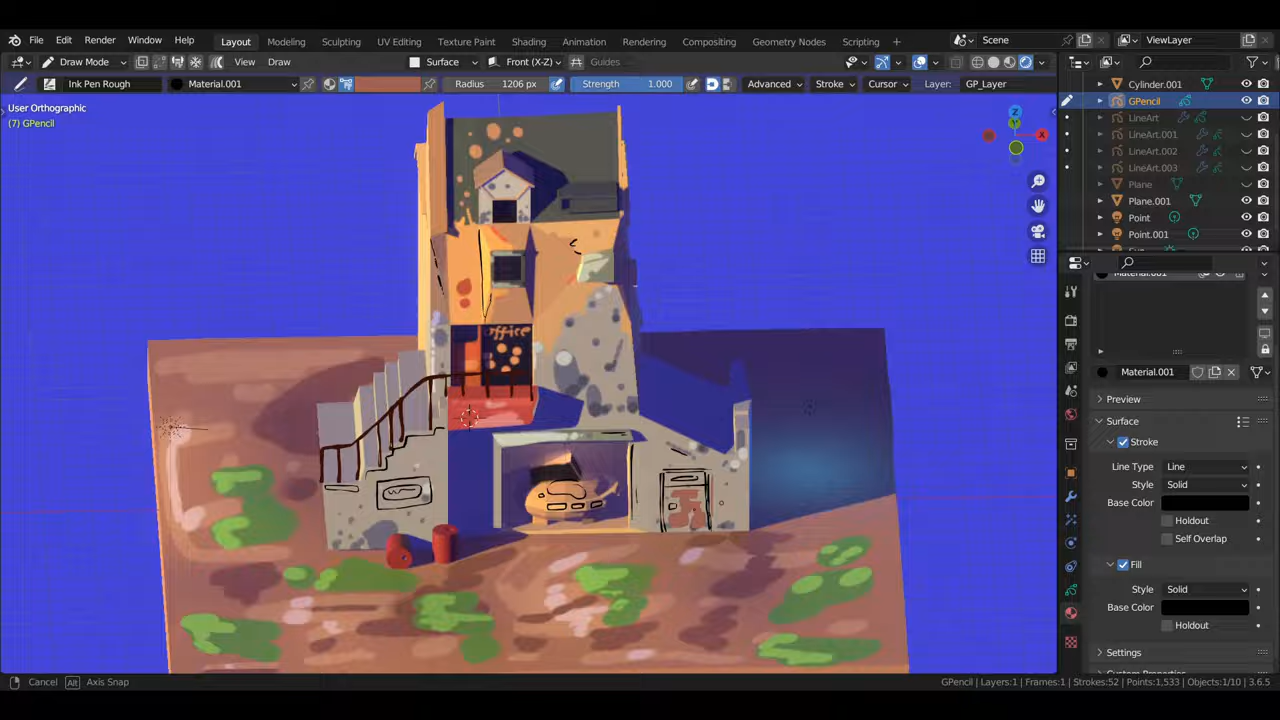 File Edit Render Window Help Layout Modeling Sculpting UV Editing Texture Paint Shading Animation Rendering Compositing Geometry Nodes Scripting + Scene ViewLayer
Draw Mode View Draw Surface Front (X-Z) Guides
Ink Pen Rough Material.001 Radius 1206 px Strength 1.000 Advanced Stroke Cursor Layer: GP_Layer
User Orthographic
(7) GPencil
Z
Y
X
office
Cylinder.001
GPencil
LineArt
LineArt.001
LineArt.002
LineArt.003
Plane
Plane.001
Point
Point.001
Material.001
Material.001
Preview
Surface
Stroke
Line Type Line
Style Solid
Base Color
Holdout
Self Overlap
Fill
Style Solid
Base Color
Holdout
Settings
Custom Properties
Cancel Alt Axis Snap GPencil | Layers:1 | Frames:1 | Strokes:52 | Points:1,533 | Objects:1/10 | 3.6.5